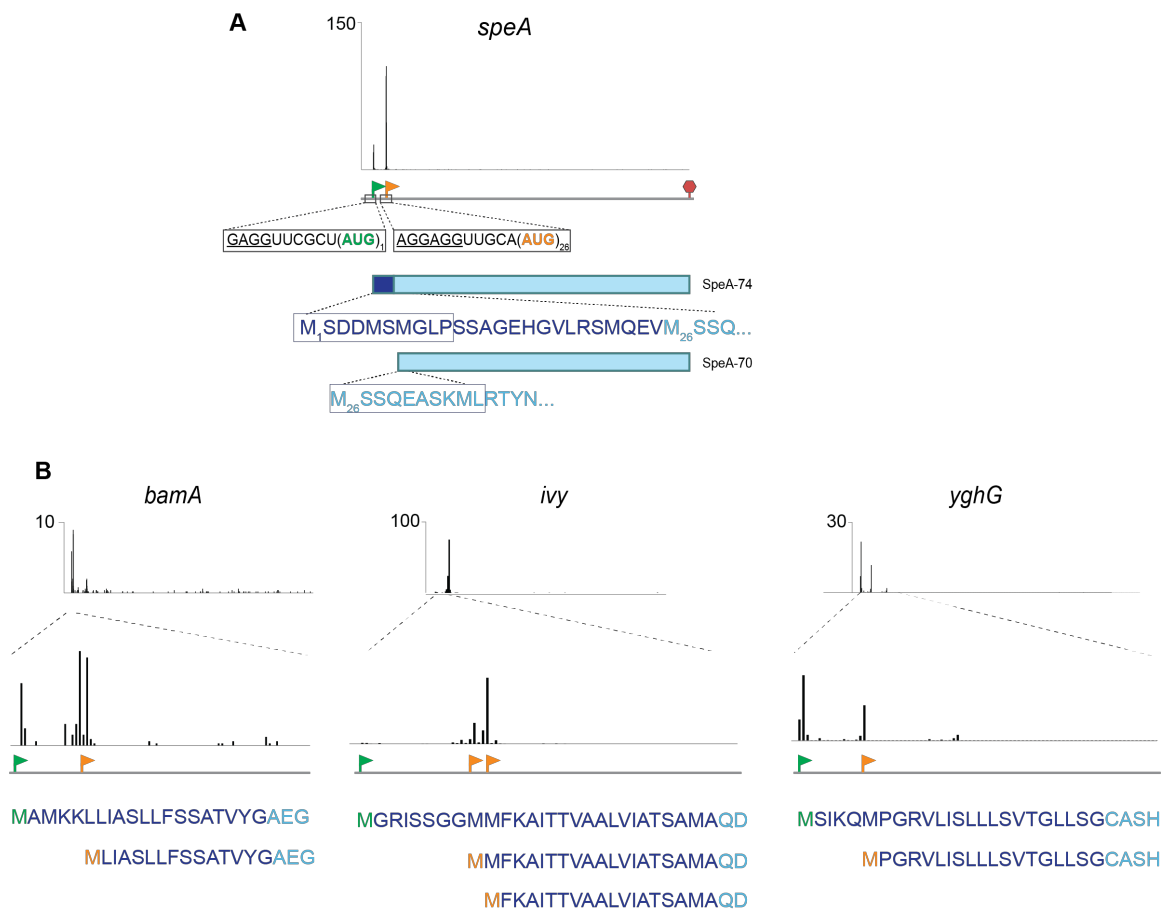 A
150
speA
GAGGUUCGCU(AUG)1 AGGAGGUUGCA(AUG)26
SpeA-74
M1SDDMSMGLPSSAGEHGVLRSMQEVM26SSQ...
SpeA-70
M26SSQEASKMLRTYN...
B
bamA ivy yghG
10 100 30
MAMKKLLIASLLFSSATVYGAEG MGRISSGGMMFKAITTVAALVIATSAMAQD MSIKQMPGRVLISLLLSVTGLLSGCASH
MLIASLLFSSATVYGAEG MMFKAITTVAALVIATSAMAQD MPGRVLISLLLSVTGLLSGCASH
MFKAITTVAALVIATSAMAQD